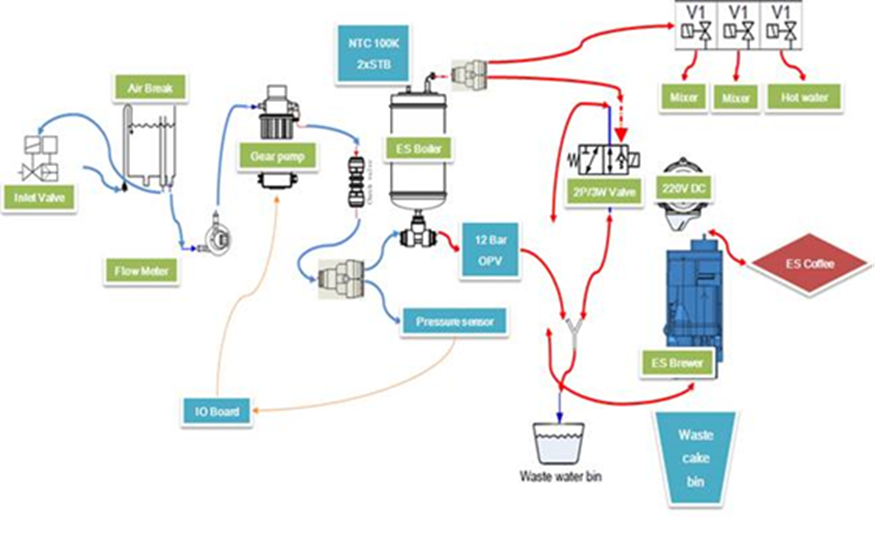 V1 V1 V1
NTC 100K
2xSTB
Air Break
Mixer
Mixer
Hot water
Gear pump
ES Boiler
Check valve
Inlet Valve
2P/3W Valve
220V DC
12 Bar
OPV
ES Coffee
Flow Meter
Pressure sensor
ES Brewer
IO Board
Waste
cake
bin
Waste water bin